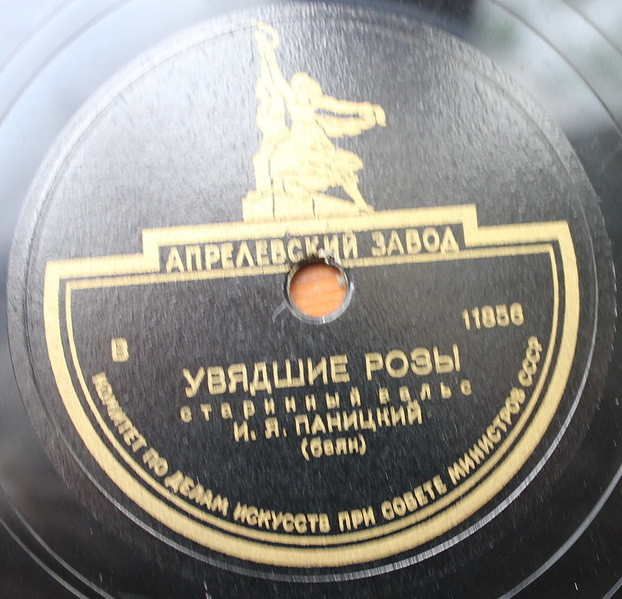 АПРЕЛЕВСКИЙ ЗАВОД
В 11856
УВЯДШИЕ РОЗЫ
старинный вальс
И. Я. ПАНИЦКИЙ
(баян)
КОМИТЕТ ПО ДЕЛАМ ИСКУССТВ ПРИ СОВЕТЕ МИНИСТРОВ СССР